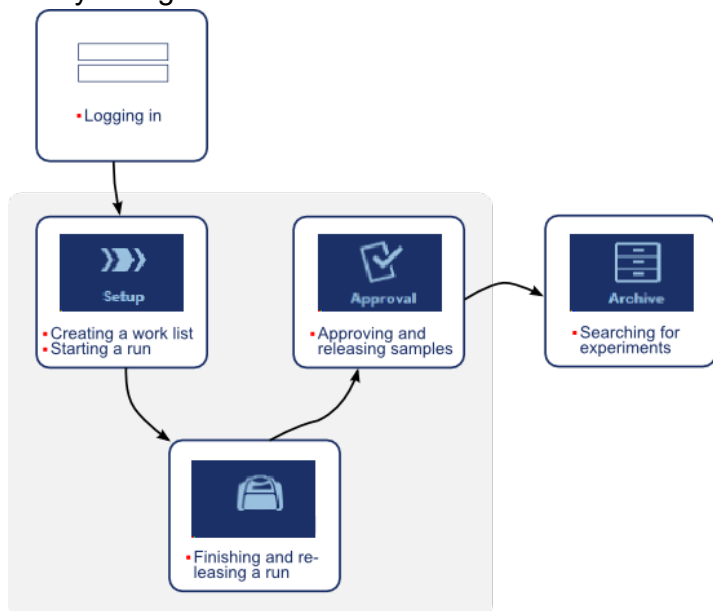 ▪Logging in
Setup
▪Creating a work list
▪Starting a run
Approval
▪Approving and
releasing samples
Archive
▪Searching for
experiments
▪Finishing and re-
leasing a run